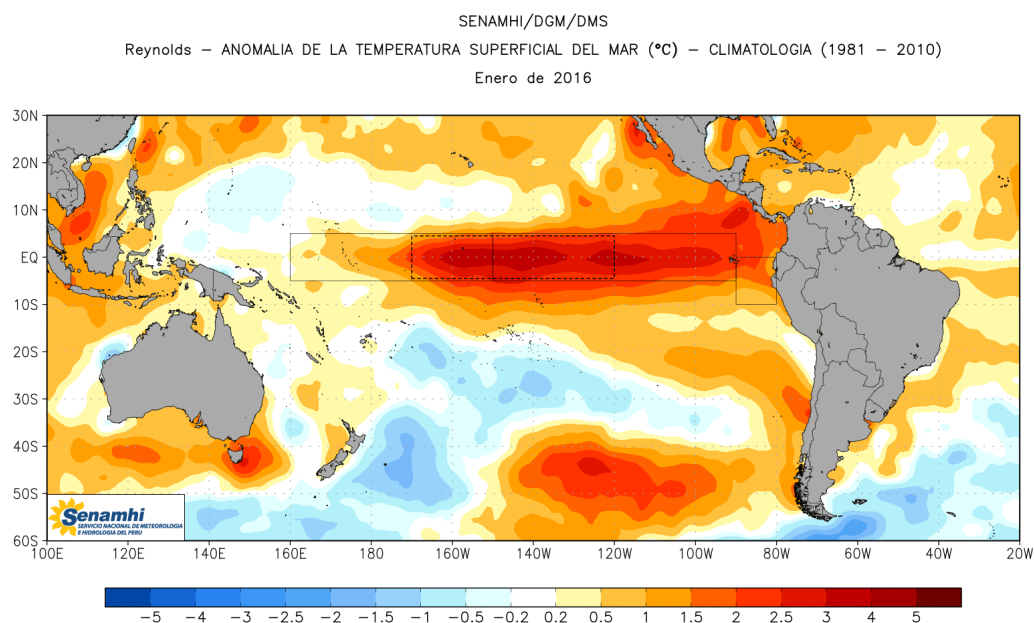 SENAMHI/DGM/DMS
Reynolds – ANOMALIA DE LA TEMPERATURA SUPERFICIAL DEL MAR (°C) – CLIMATOLOGIA (1981 – 2010)
Enero de 2016
30N
20N
10N
EQ
10S
20S
30S
40S
50S
60S
Senamhi
SERVICIO NACIONAL DE METEOROLOGIA
E HIDROLOGIA DEL PERU
100E 120E 140E 160E 180 160W 140W 120W 100W 80W 60W 40W 20W
−5 −4 −3 −2.5 −2 −1.5 −1 −0.5 −0.2 0.2 0.5 1 1.5 2 2.5 3 4 5